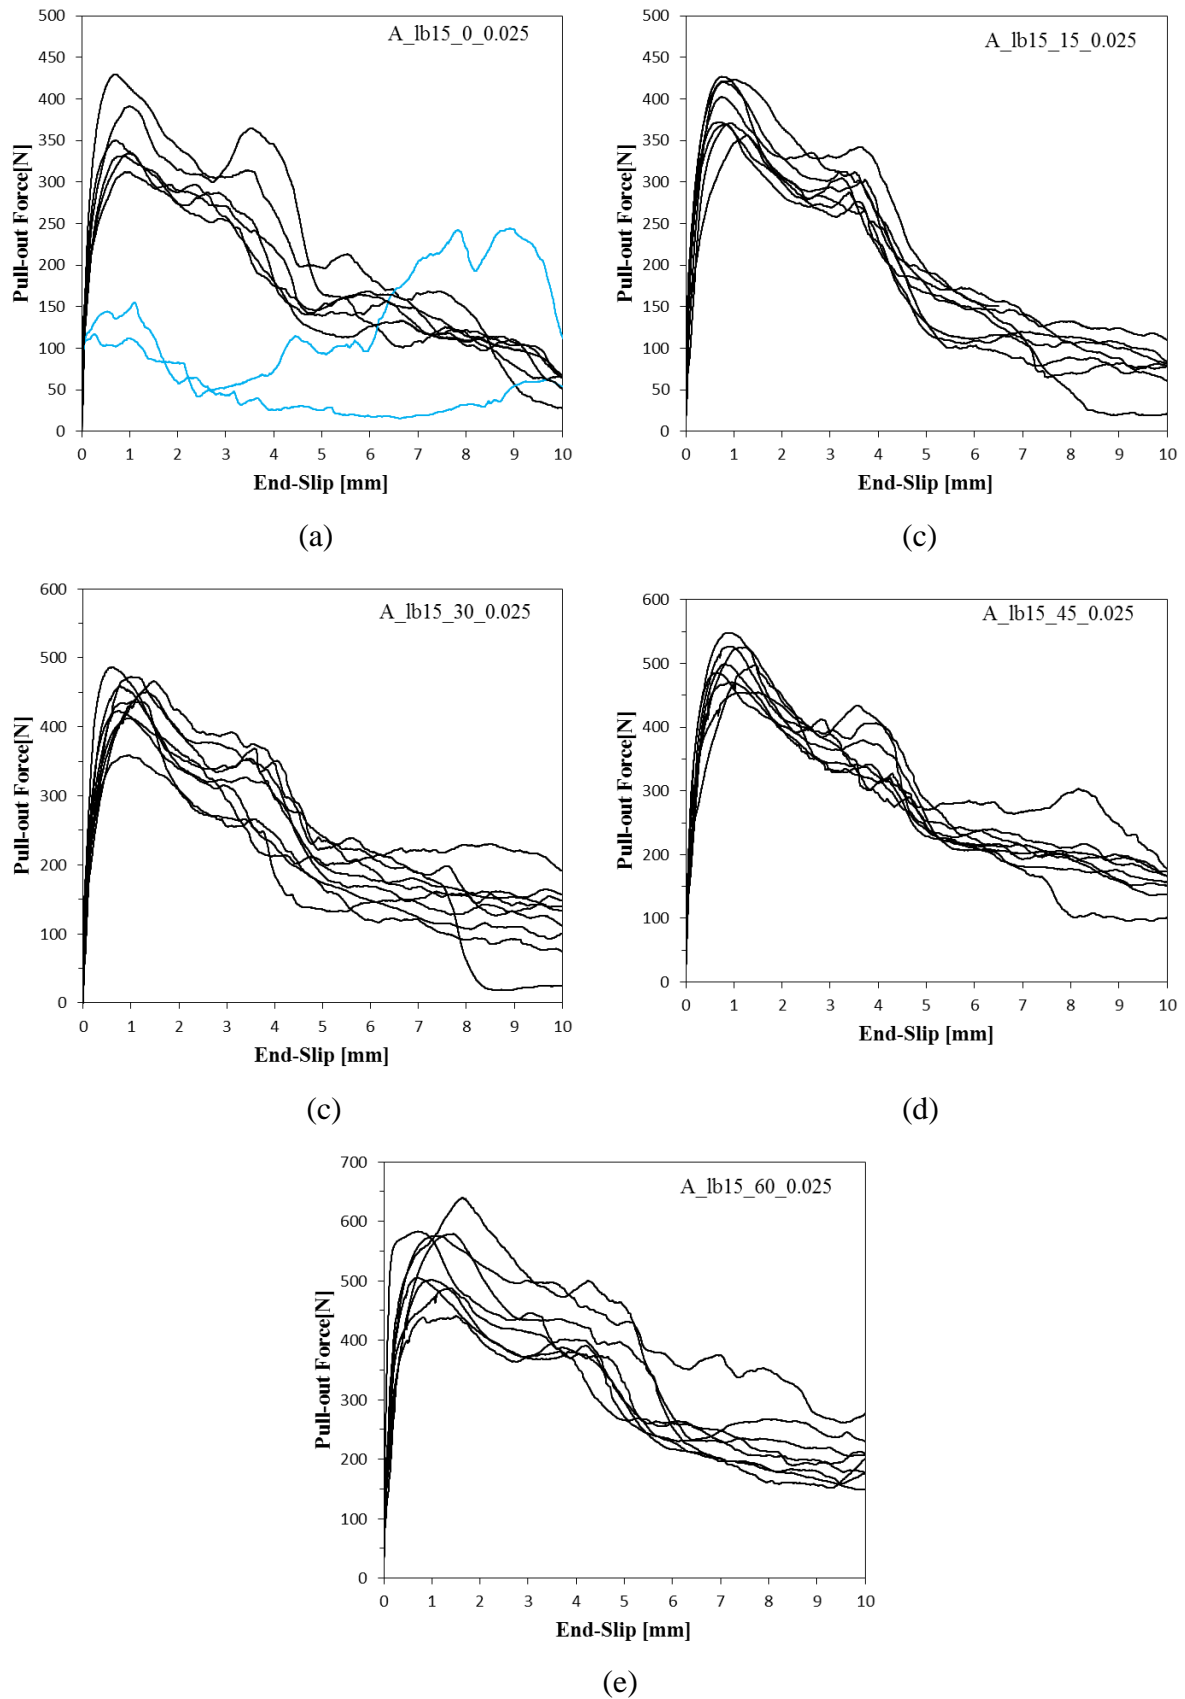 A_lb15_0_0.025
500
450
400
350
300
250
200
150
100
50
0
Pull-out Force[N]
0 1 2 3 4 5 6 7 8 9 10
End-Slip [mm]
(a)
A_lb15_15_0.025
500
450
400
350
300
250
200
150
100
50
0
Pull-out Force[N]
0 1 2 3 4 5 6 7 8 9 10
End-Slip [mm]
(c)
A_lb15_30_0.025
600
500
400
300
200
100
0
Pull-out Force[N]
0 1 2 3 4 5 6 7 8 9 10
End-Slip [mm]
(c)
A_lb15_45_0.025
600
500
400
300
200
100
0
Pull-out Force[N]
0 1 2 3 4 5 6 7 8 9 10
End-Slip [mm]
(d)
A_lb15_60_0.025
700
600
500
400
300
200
100
0
Pull-out Force[N]
0 1 2 3 4 5 6 7 8 9 10
End-Slip [mm]
(e)